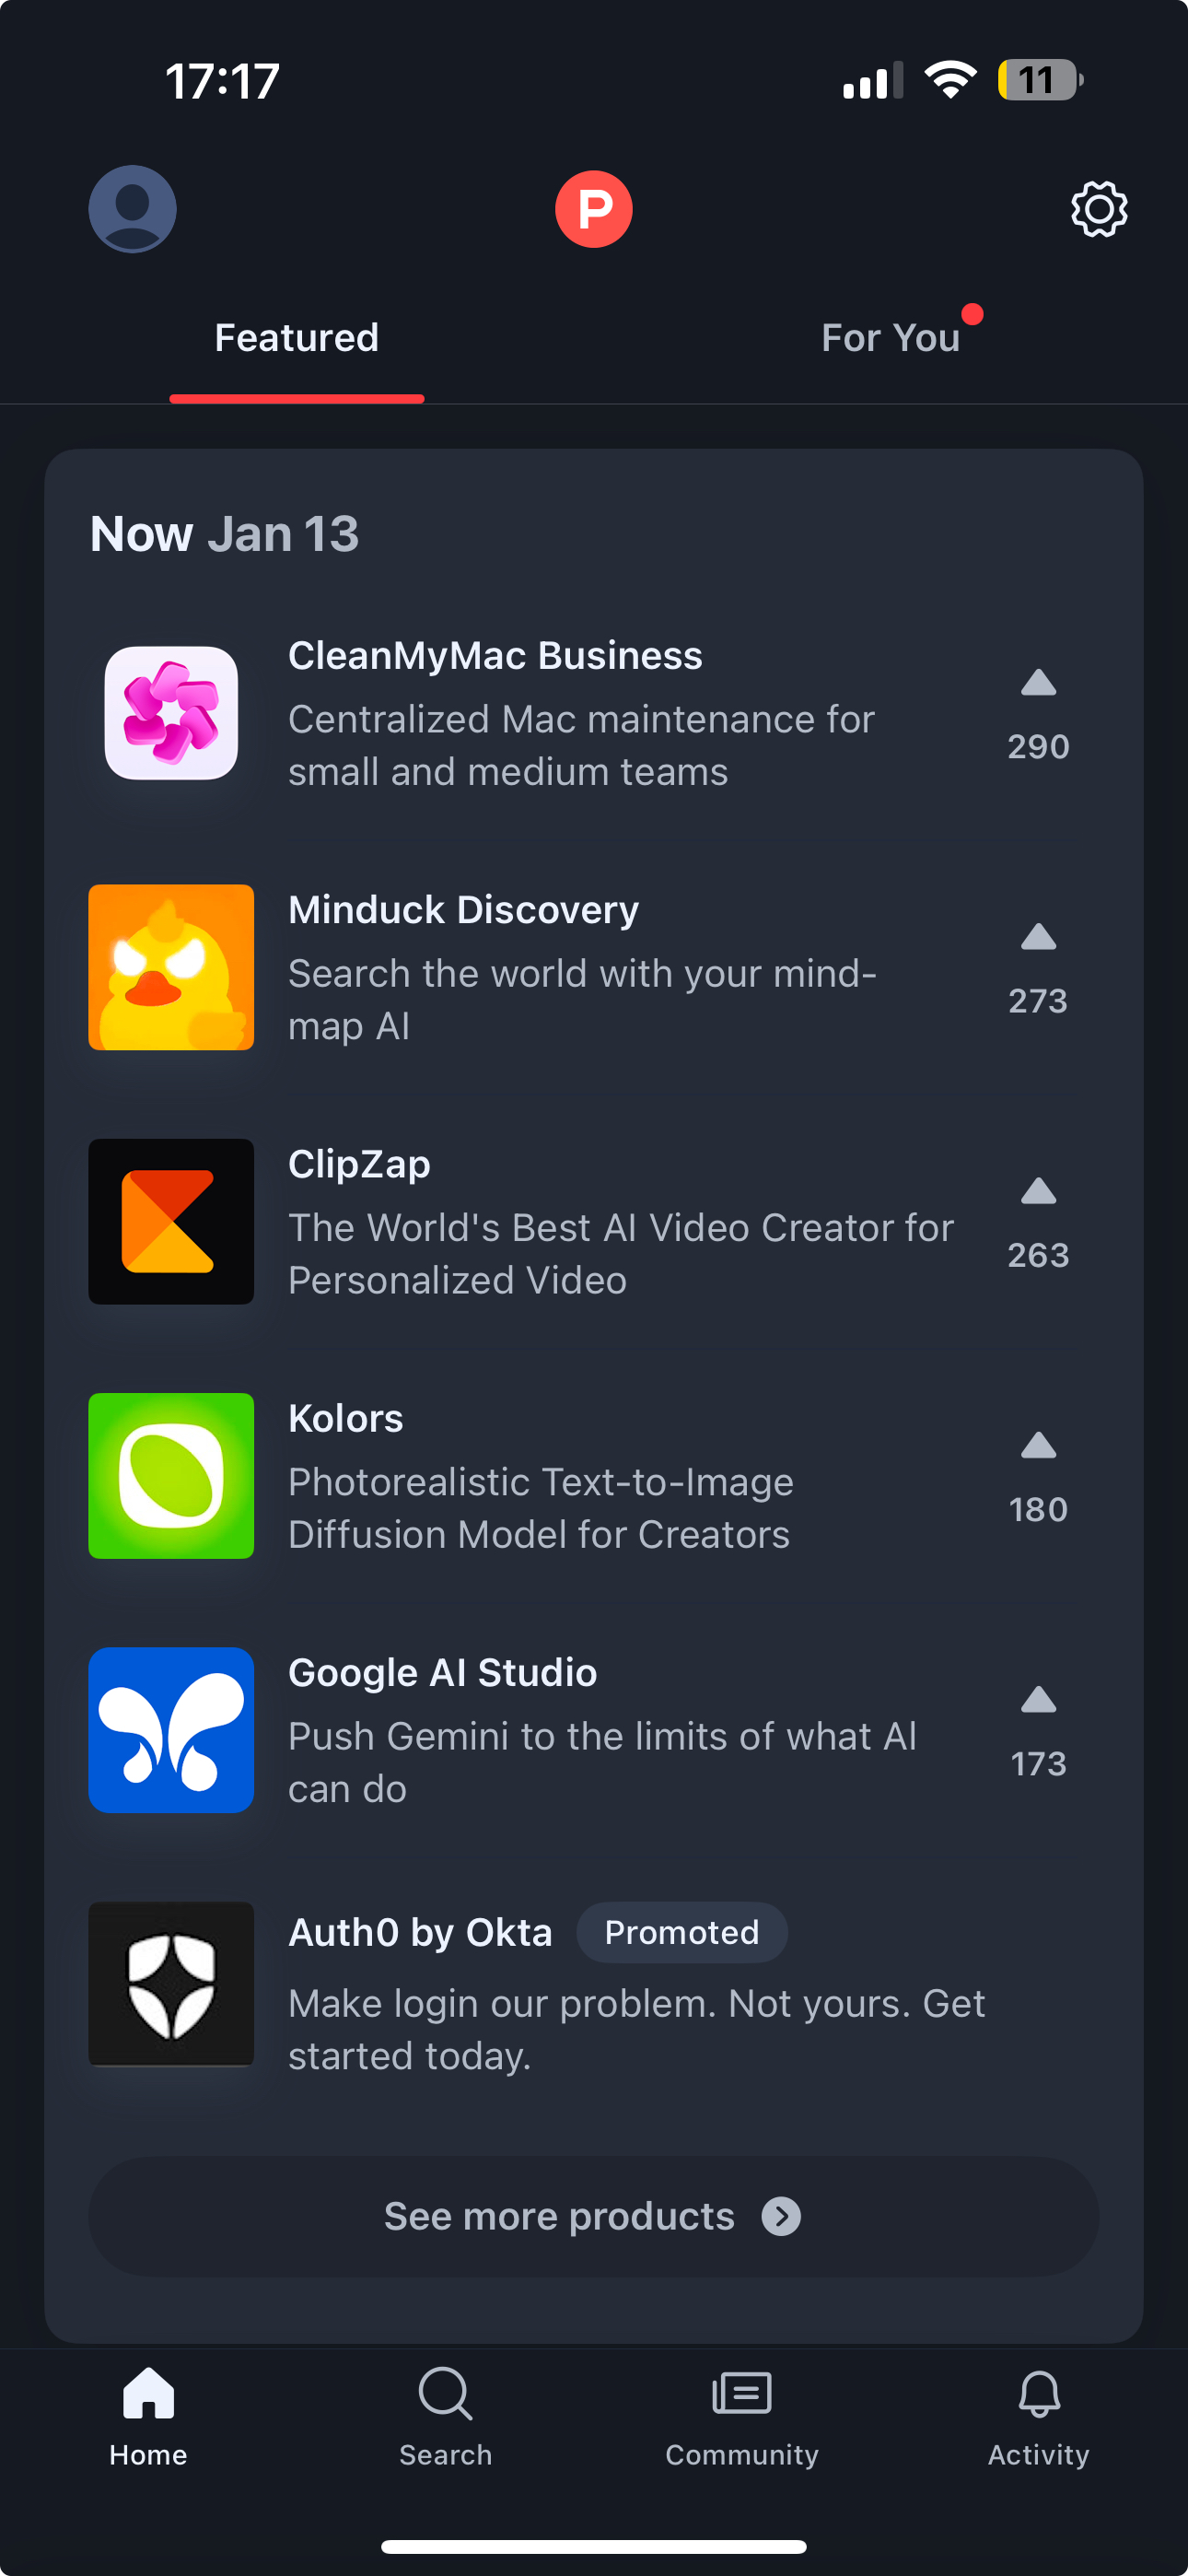 17:17
11
P
Featured
For You
Now Jan 13
CleanMyMac Business
Centralized Mac maintenance for
small and medium teams
290
Minduck Discovery
Search the world with your mind-
map AI
273
ClipZap
The World's Best AI Video Creator for
Personalized Video
263
Kolors
Photorealistic Text-to-Image
Diffusion Model for Creators
180
Google AI Studio
Push Gemini to the limits of what AI
can do
173
Auth0 by Okta
Promoted
Make login our problem. Not yours. Get
started today.
See more products
Home
Search
Community
Activity